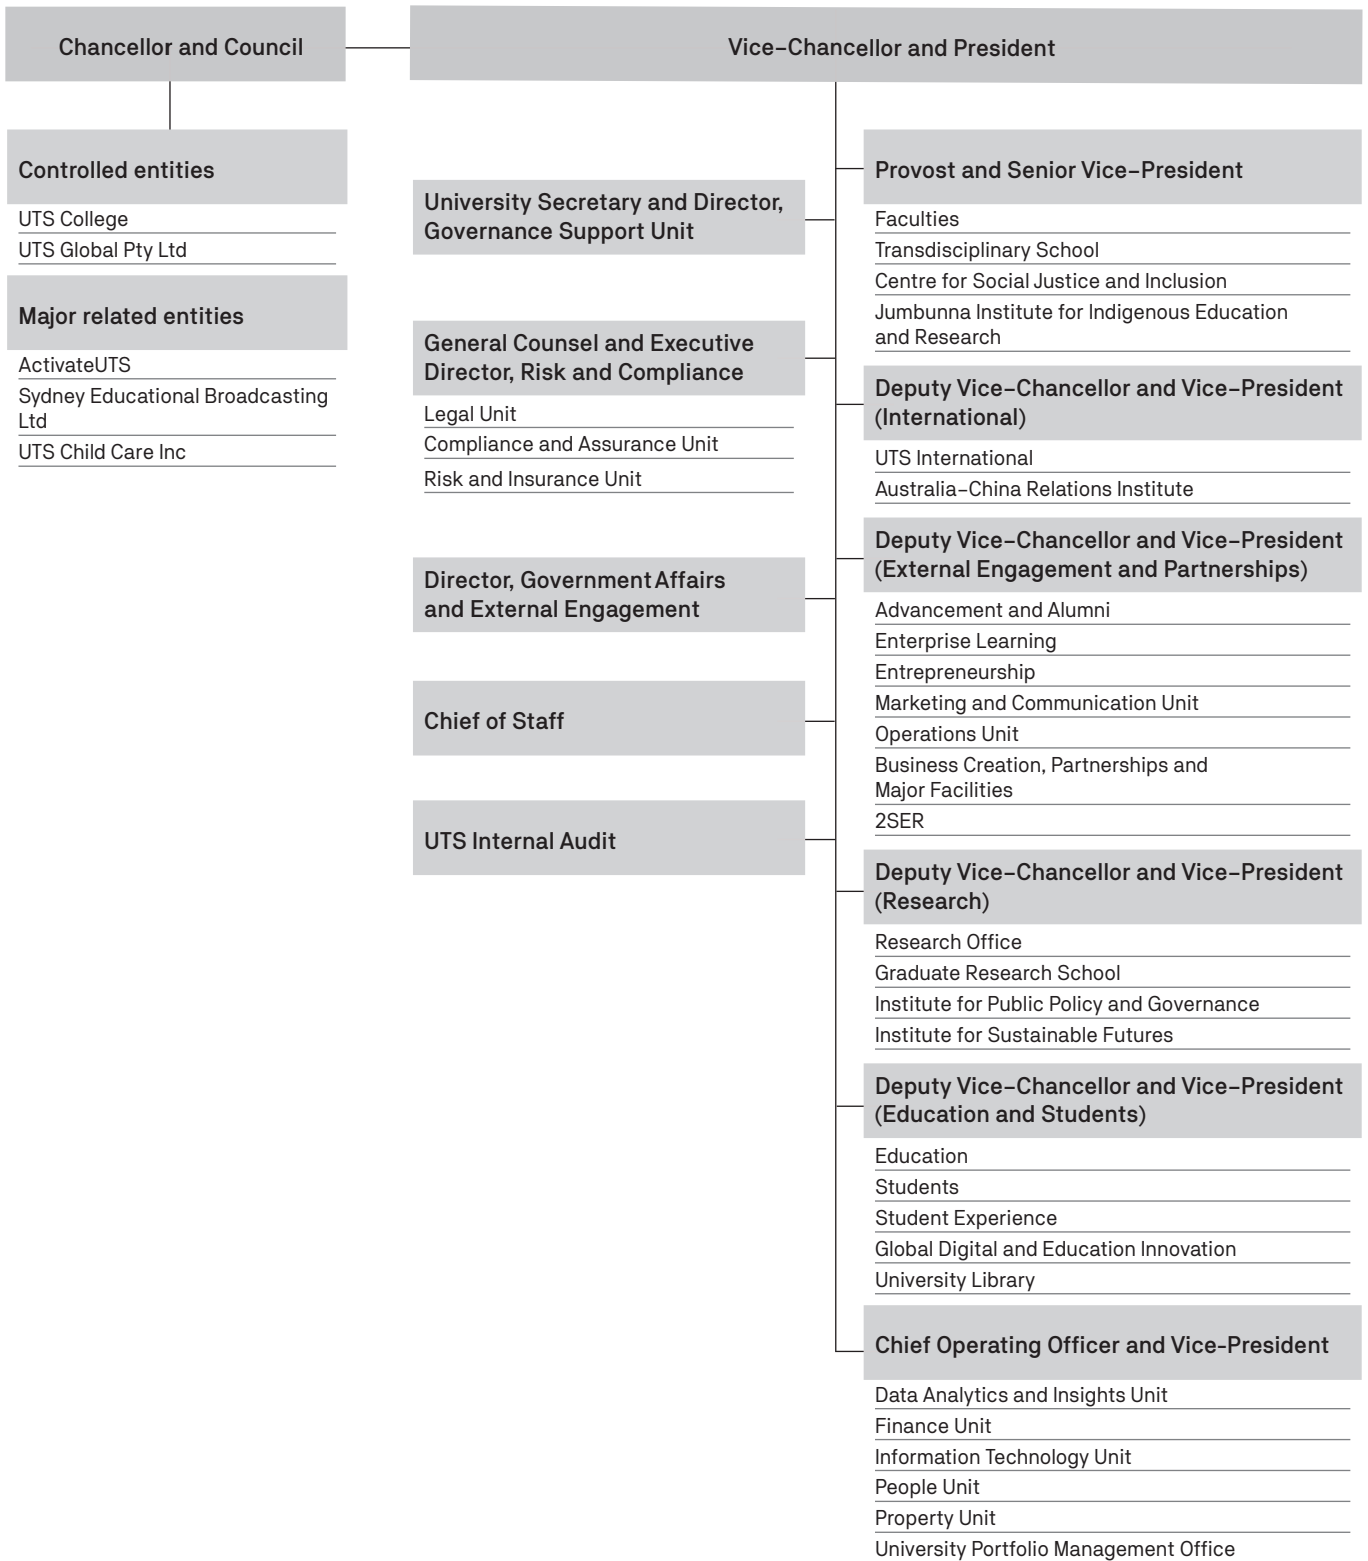 Chancellor and Council
Vice–Chancellor and President
Controlled entities
UTS College
UTS Global Pty Ltd
Major related entities
ActivateUTS
Sydney Educational Broadcasting
Ltd
UTS Child Care Inc
University Secretary and Director,
Governance Support Unit
General Counsel and Executive
Director, Risk and Compliance
Legal Unit
Compliance and Assurance Unit
Risk and Insurance Unit
Director, Government Affairs
and External Engagement
Chief of Staff
UTS Internal Audit
Provost and Senior Vice–President
Faculties
Transdisciplinary School
Centre for Social Justice and Inclusion
Jumbunna Institute for Indigenous Education
and Research
Deputy Vice–Chancellor and Vice–President
(International)
UTS International
Australia–China Relations Institute
Deputy Vice–Chancellor and Vice–President
(External Engagement and Partnerships)
Advancement and Alumni
Enterprise Learning
Entrepreneurship
Marketing and Communication Unit
Operations Unit
Business Creation, Partnerships and
Major Facilities
2SER
Deputy Vice–Chancellor and Vice–President
(Research)
Research Office
Graduate Research School
Institute for Public Policy and Governance
Institute for Sustainable Futures
Deputy Vice–Chancellor and Vice–President
(Education and Students)
Education
Students
Student Experience
Global Digital and Education Innovation
University Library
Chief Operating Officer and Vice-President
Data Analytics and Insights Unit
Finance Unit
Information Technology Unit
People Unit
Property Unit
University Portfolio Management Office